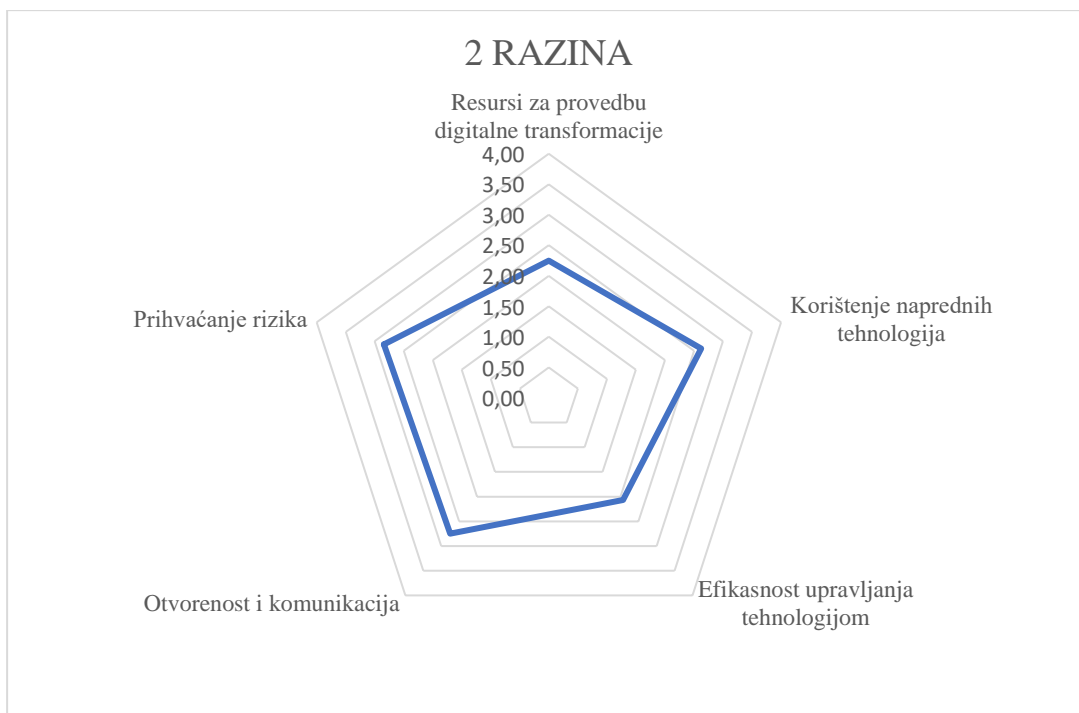 2 RAZINA
Resursi za provedbu
digitalne transformacije
4,00
3,50
3,00
2,50
2,00
1,50
1,00
0,50
0,00
Korištenje naprednih
tehnologija
Efikasnost upravljanja
tehnologijom
Otvorenost i komunikacija
Prihvaćanje rizika